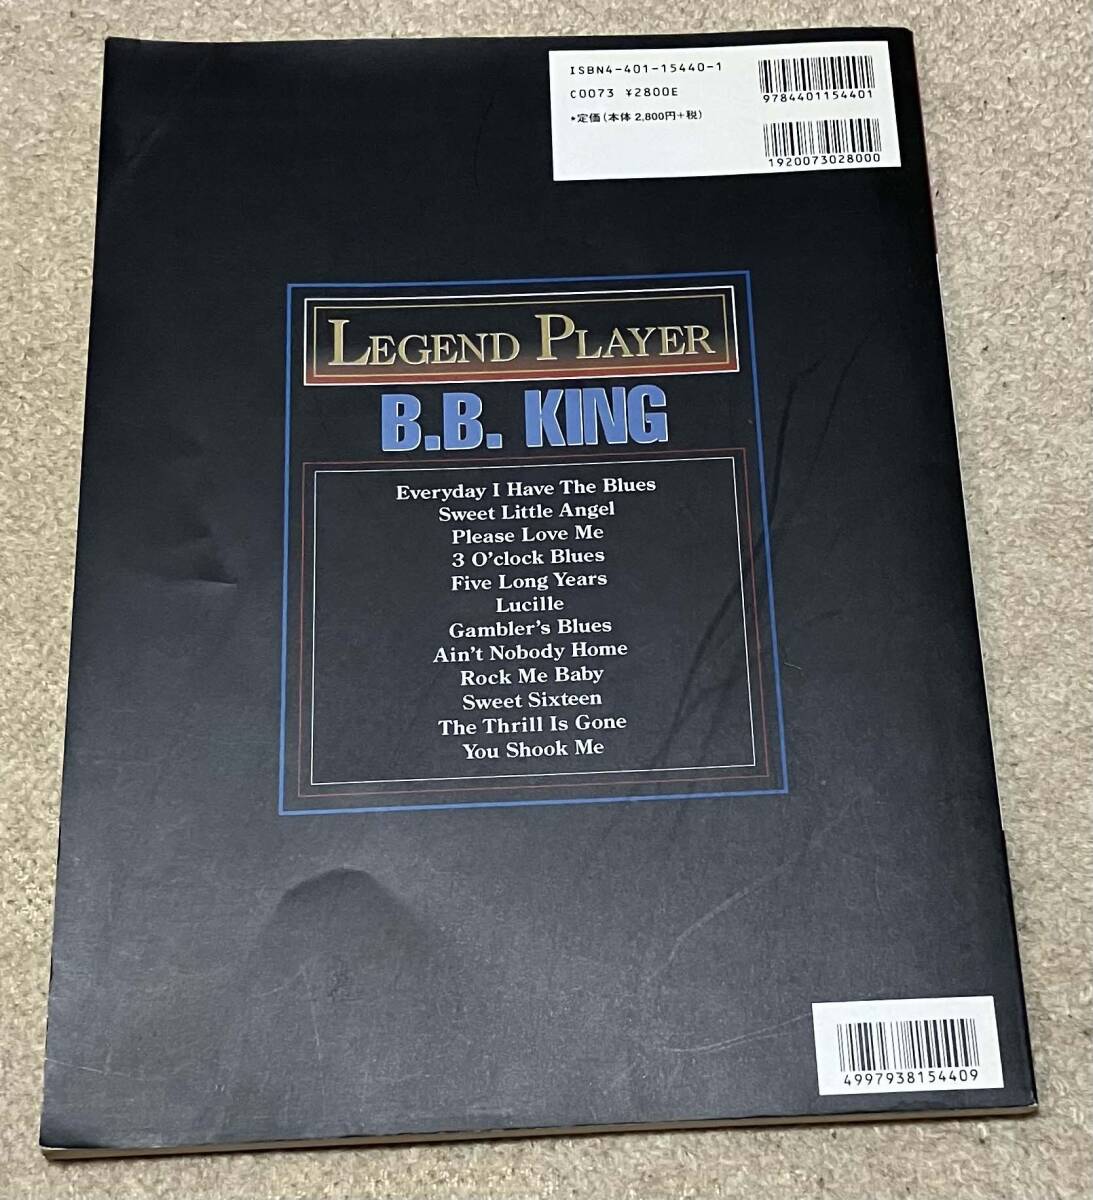 ISBN4-401-15440-1
C0073 ¥2800E
*定価(本体 2,800円+税)
9784401154401
1920073028000
LEGEND PLAYER
B.B. KING
Everyday I Have The Blues
Sweet Little Angel
Please Love Me
3 O'clock Blues
Five Long Years
Lucille
Gambler's Blues
Ain't Nobody Home
Rock Me Baby
Sweet Sixteen
The Thrill Is Gone
You Shook Me
4997938154409